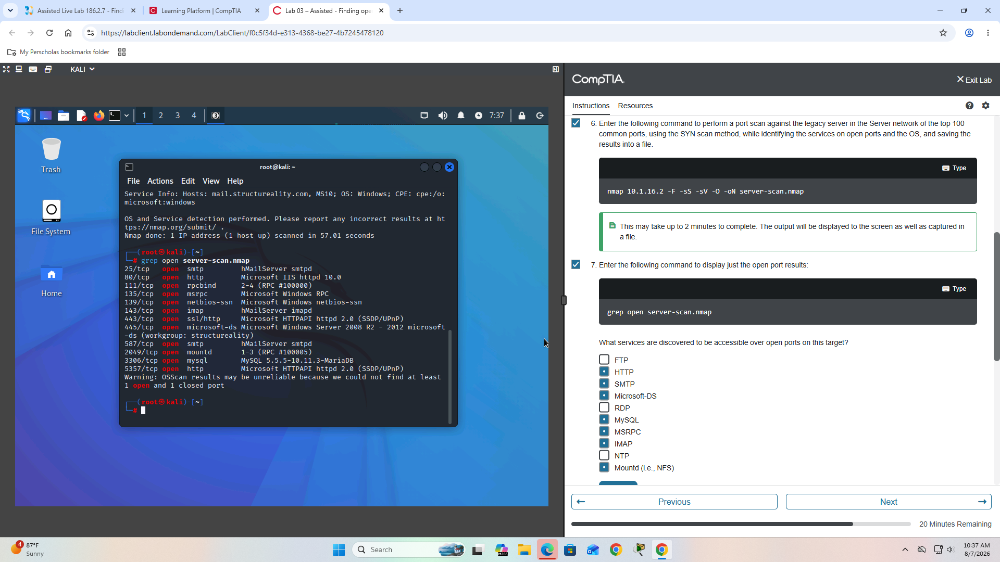 Assisted Live Lab 186.2.7 - Findi
Learning Platform | CompTIA
Lab 03 – Assisted - Finding ope
https://labclient.labondemand.com/LabClient/f0c5f34d-e313-4368-be27-4b7245478120
My Perscholas bookmarks folder
KALI
1 2 3 4
7:37
Trash
File System
Home
root@kali: ~
File Actions Edit View Help
Service Info: Hosts: mail.structureality.com, MS10; OS: Windows; CPE: cpe:/o:
microsoft:windows
OS and Service detection performed. Please report any incorrect results at ht
tps://nmap.org/submit/ .
Nmap done: 1 IP address (1 host up) scanned in 57.01 seconds
┌──(root㉿kali)-[~]
└─# grep open server-scan.nmap
25/tcp   open  smtp         hMailServer smtpd
80/tcp   open  http         Microsoft IIS httpd 10.0
111/tcp  open  rpcbind      2-4 (RPC #100000)
135/tcp  open  msrpc        Microsoft Windows RPC
139/tcp  open  netbios-ssn  Microsoft Windows netbios-ssn
143/tcp  open  imap         hMailServer imapd
443/tcp  open  ssl/http     Microsoft HTTPAPI httpd 2.0 (SSDP/UPnP)
445/tcp  open  microsoft-ds Microsoft Windows Server 2008 R2 - 2012 microsoft
-ds (workgroup: structureality)
587/tcp  open  smtp         hMailServer smtpd
2049/tcp open  mountd       1-3 (RPC #100005)
3306/tcp open  mysql        MySQL 5.5.5-10.11.3-MariaDB
5357/tcp open  http         Microsoft HTTPAPI httpd 2.0 (SSDP/UPnP)
Warning: OSScan results may be unreliable because we could not find at least
1 open and 1 closed port
┌──(root㉿kali)-[~]
└─#
CompTIA.
Exit Lab
Instructions Resources
6. Enter the following command to perform a port scan against the legacy server in the Server network of the top 100
common ports, using the SYN scan method, while identifying the services on open ports and the OS, and saving the
results into a file.
Type
nmap 10.1.16.2 -F -sS -sV -O -oN server-scan.nmap
This may take up to 2 minutes to complete. The output will be displayed to the screen as well as captured in
a file.
7. Enter the following command to display just the open port results:
Type
grep open server-scan.nmap
What services are discovered to be accessible over open ports on this target?
FTP
HTTP
SMTP
Microsoft-DS
RDP
MySQL
MSRPC
IMAP
NTP
Mountd (i.e., NFS)
Previous
Next
20 Minutes Remaining
4
87°F
Sunny
Search
M365
10:37 AM
8/7/2026